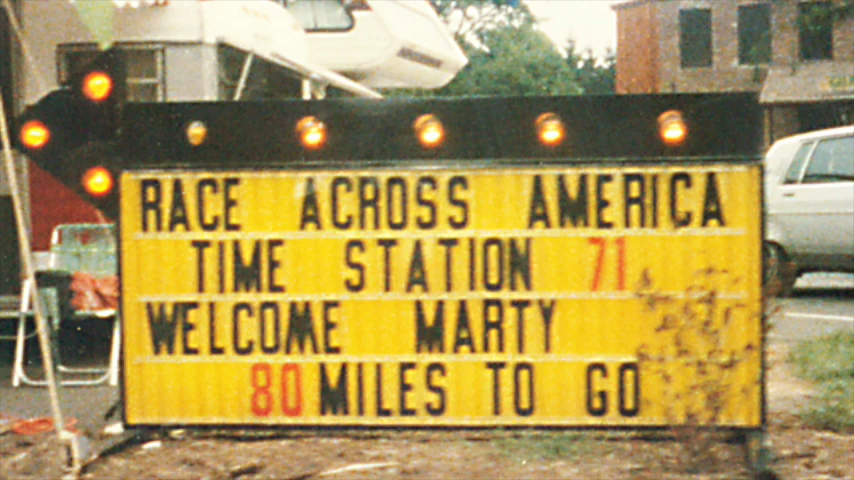 RACE ACROSS AMERICA
TIME STATION 71
WELCOME MARTY
80 MILES TO GO